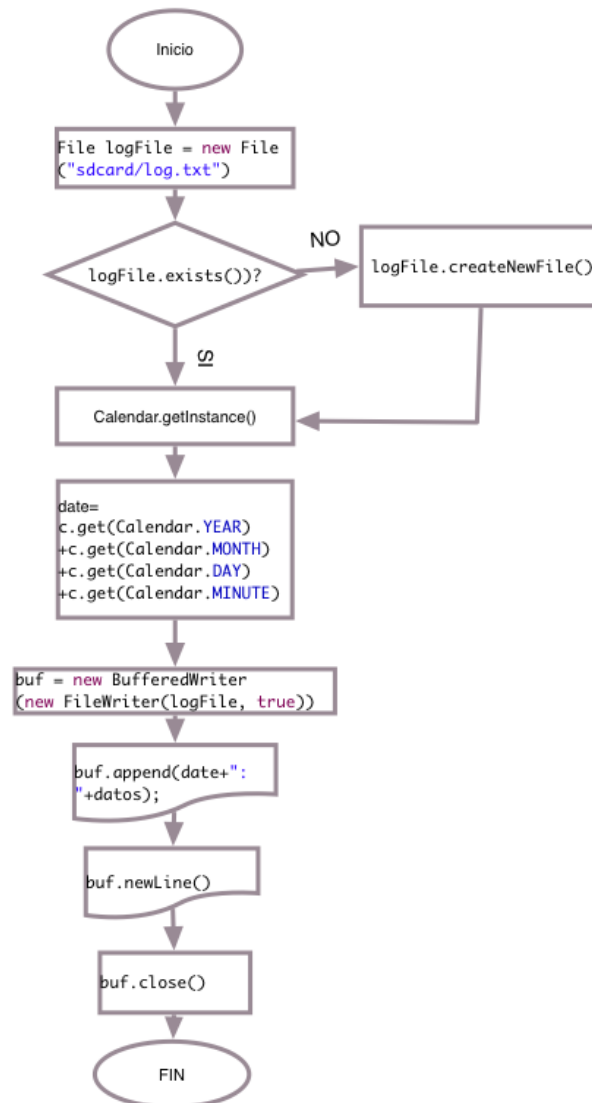 Inicio
File logFile = new File
("sdcard/log.txt")
NO
logFile.exists())?
logFile.createNewFile()
SI
Calendar.getInstance()
date=
c.get(Calendar.YEAR)
+c.get(Calendar.MONTH)
+c.get(Calendar.DAY)
+c.get(Calendar.MINUTE)
buf = new BufferedWriter
(new FileWriter(logFile, true))
buf.append(date+":
"+datos);
buf.newLine()
buf.close()
FIN